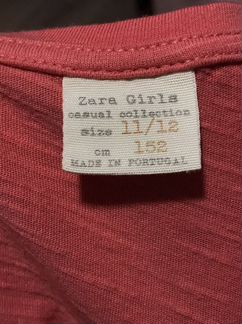 Zara Girls
casual collection
size 11/12
cm 152
MADE IN PORTUGAL